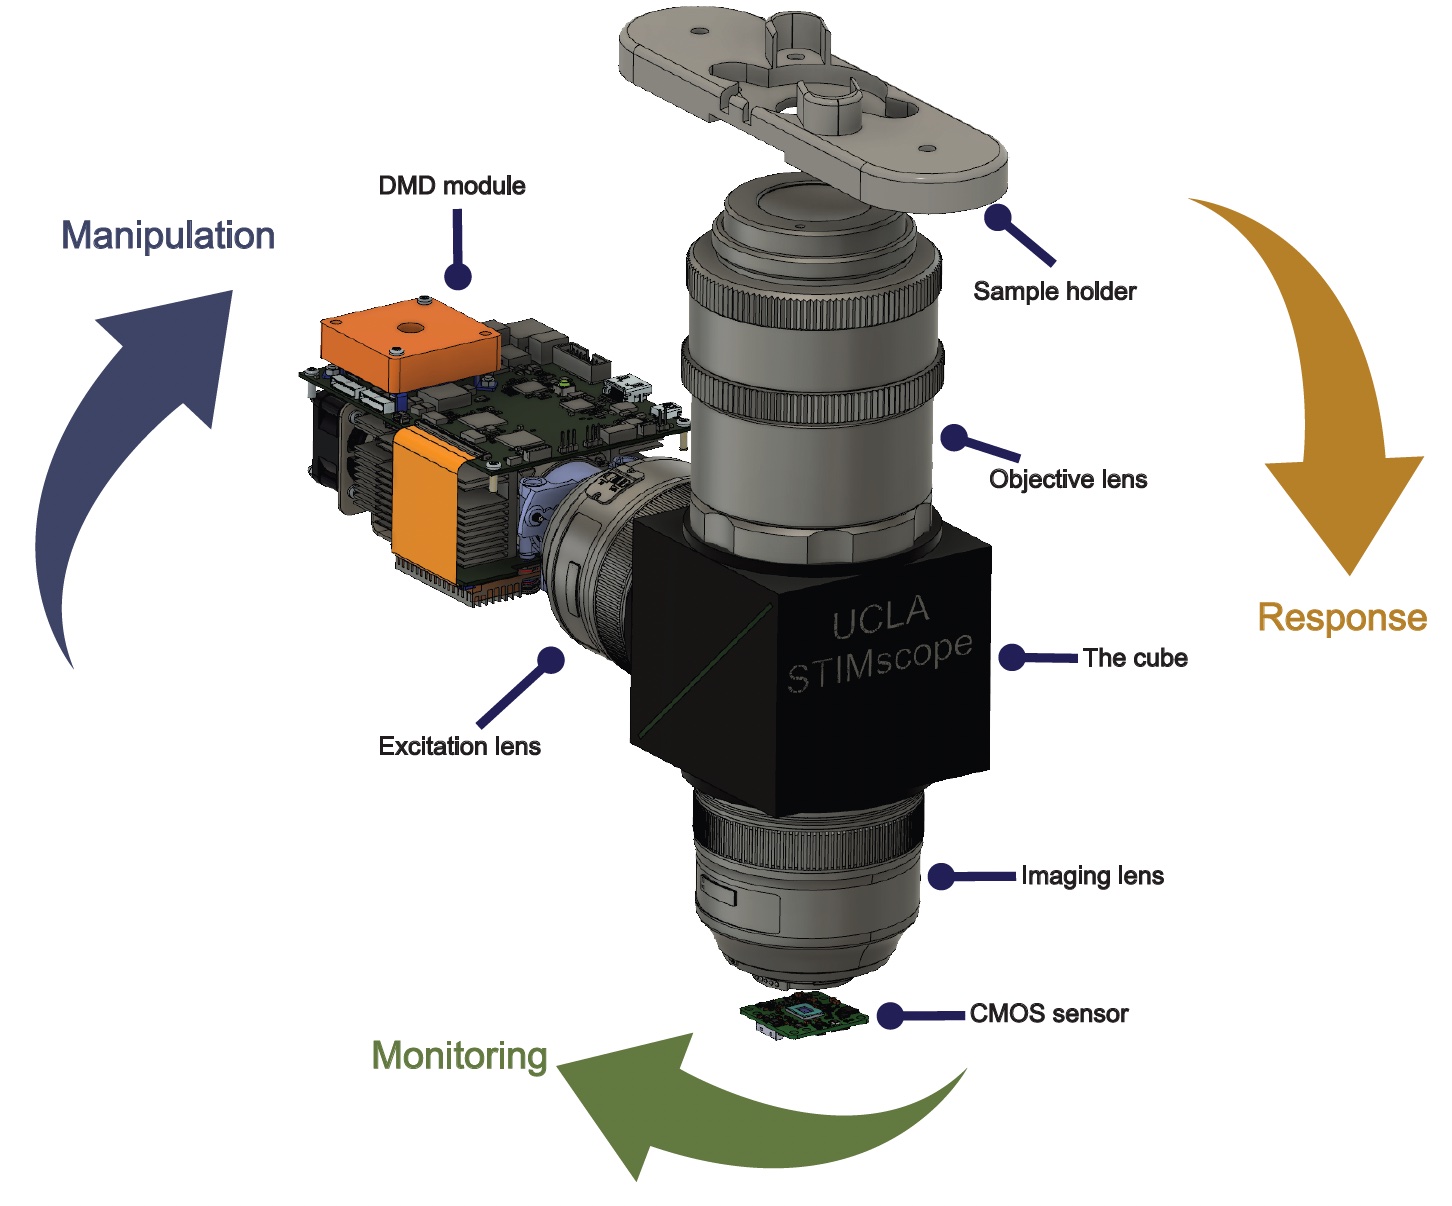 DMD module
Manipulation
Sample holder
Objective lens
Response
UCLA
STIMscope
The cube
Excitation lens
Imaging lens
CMOS sensor
Monitoring